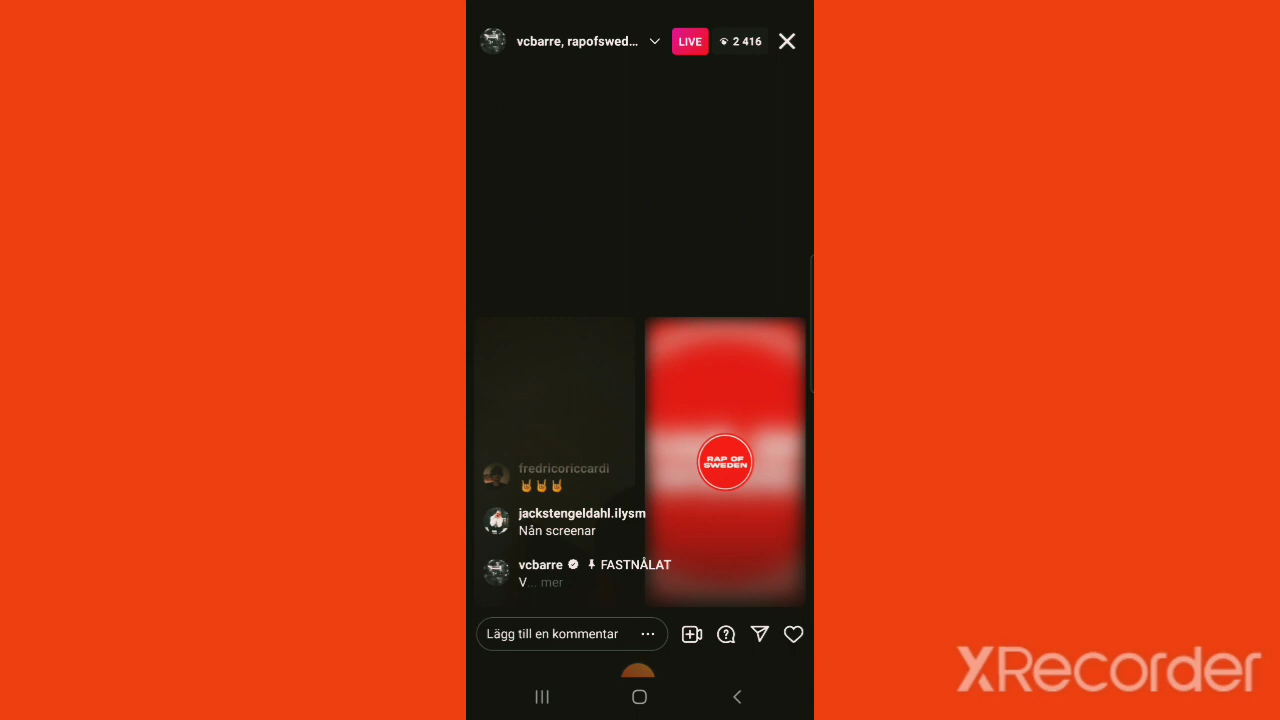 vcbarre, rapofswed...
LIVE
2 416
RAP OF
SWEDEN
fredricoriccardi
jackstengeldahl.ilysm
Nån screenar
vcbarre FASTNÅLAT
V... mer
Lägg till en kommentar
XRecorder